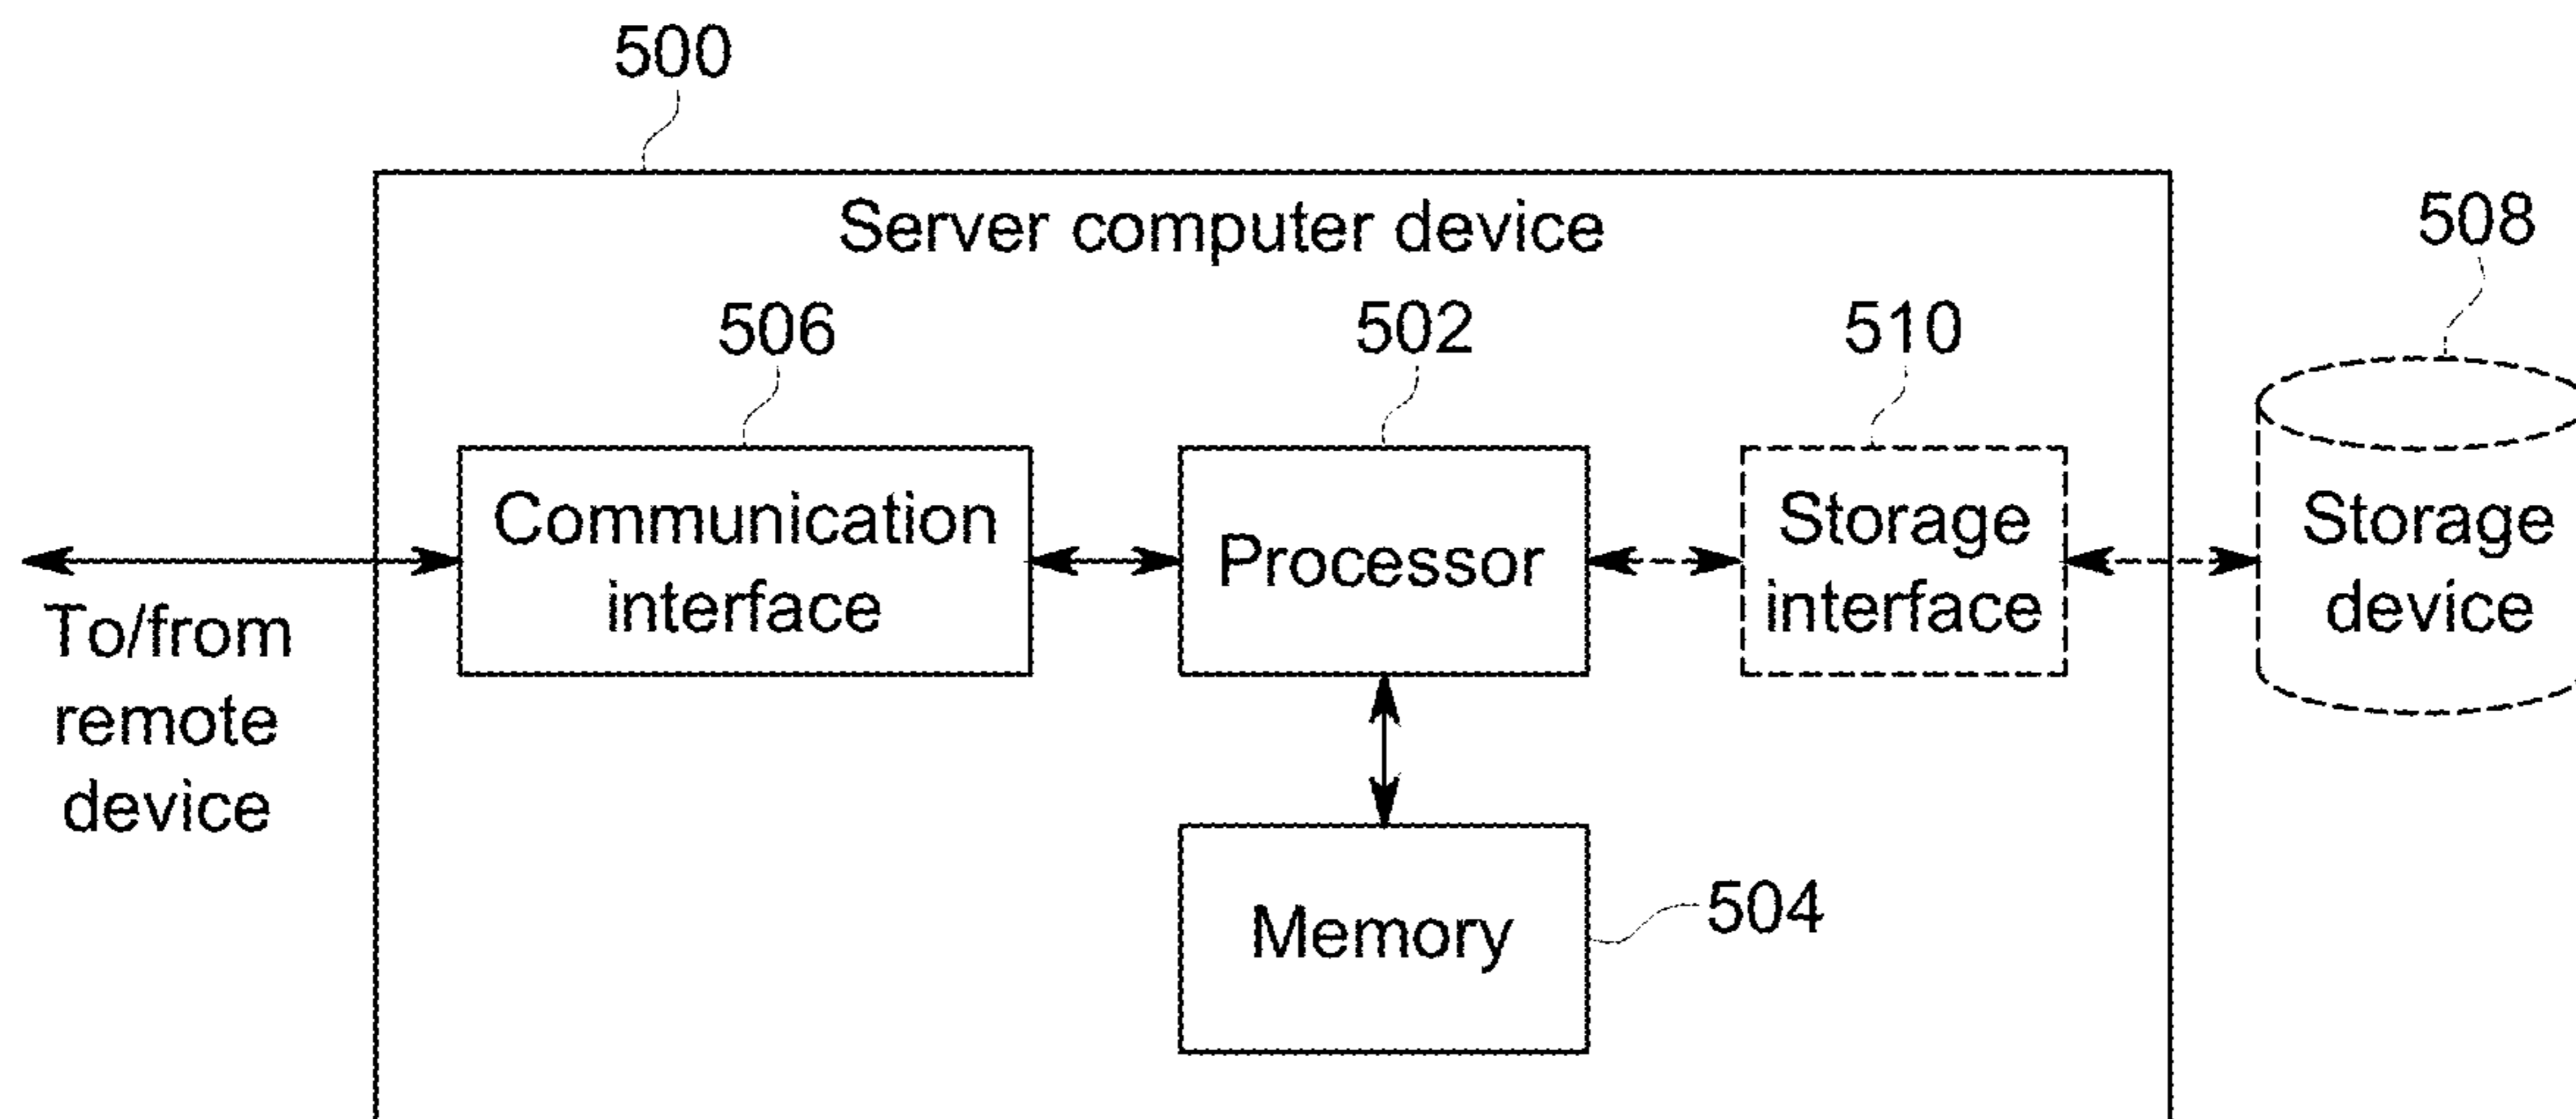 500
Server computer device
508
506
502
510
Communication
interface
Processor
Storage
interface
Storage
device
To/from
remote
device
Memory
504